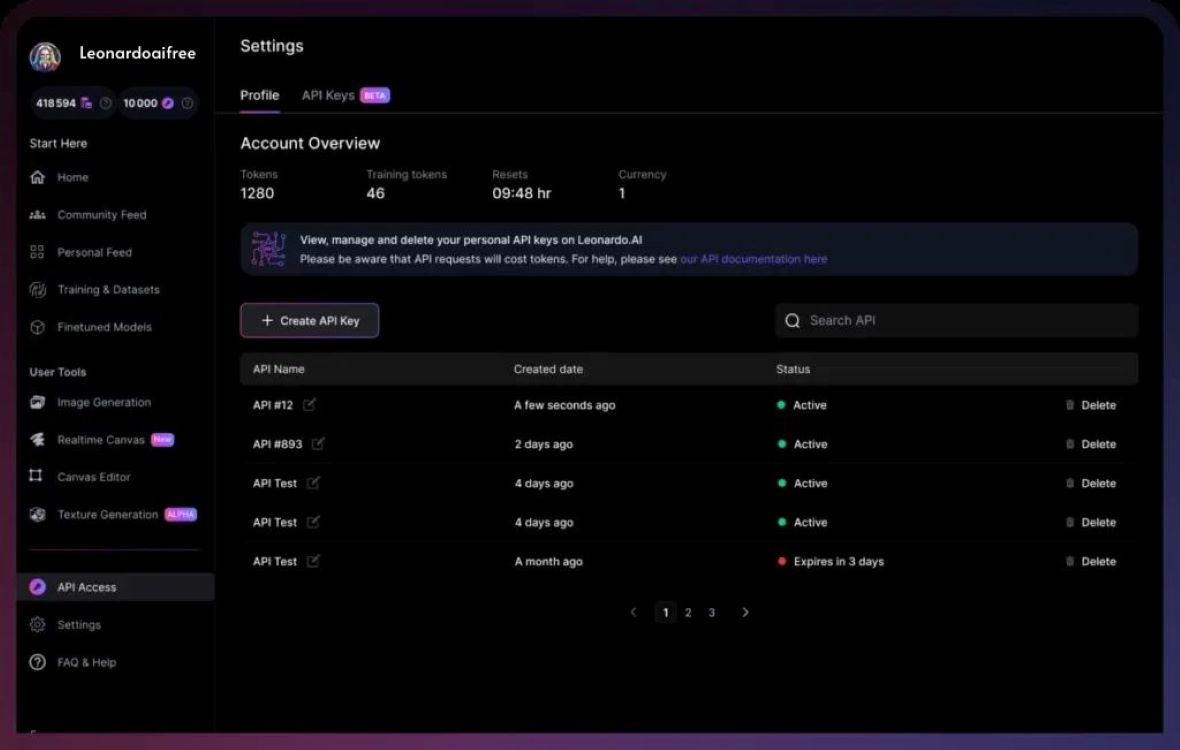 Leonardoaifree
418 594
10 000
Start Here
Home
Community Feed
Personal Feed
Training & Datasets
Finetuned Models
User Tools
Image Generation
Realtime Canvas New
Canvas Editor
Texture Generation ALPHA
API Access
Settings
FAQ & Help
Settings
Profile API Keys BETA
Account Overview
Tokens Training tokens Resets Currency
1280 46 09:48 hr 1
View, manage and delete your personal API keys on Leonardo.AI
Please be aware that API requests will cost tokens. For help, please see our API documentation here
+ Create API Key
Search API
API Name Created date Status
API #12 A few seconds ago Active Delete
API #893 2 days ago Active Delete
API Test 4 days ago Active Delete
API Test 4 days ago Active Delete
API Test A month ago Expires in 3 days Delete
< 1 2 3 >